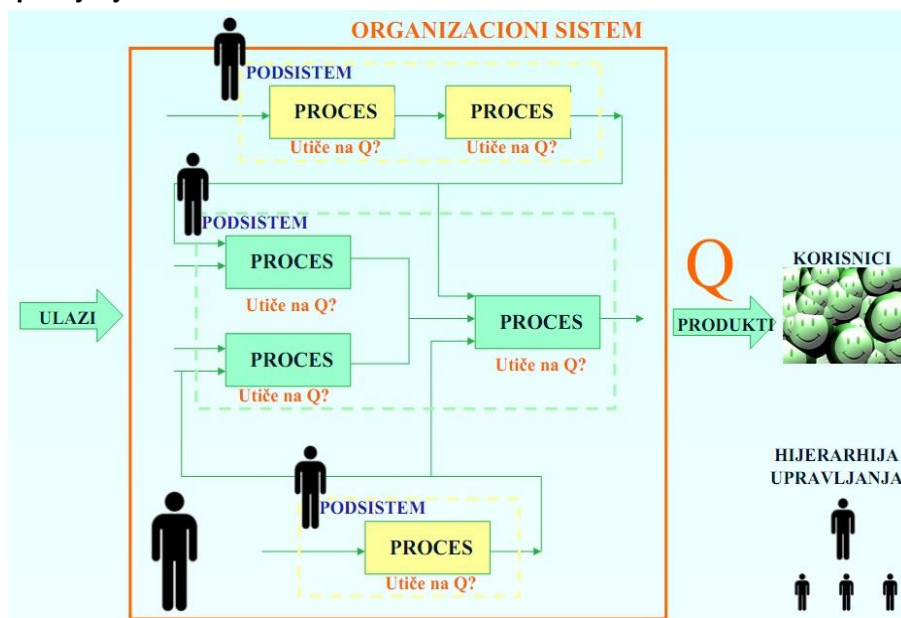 ORGANIZACIONI SISTEM
PODSISTEM
PROCES
PROCES
Utiče na Q?
Utiče na Q?
PODSISTEM
PROCES
Utiče na Q?
PROCES
Utiče na Q?
PROCES
Utiče na Q?
ULAZI
Q
PRODUKTI
KORISNICI
PODSISTEM
PROCES
Utiče na Q?
HIJERARHIJA
UPRAVLJANJA